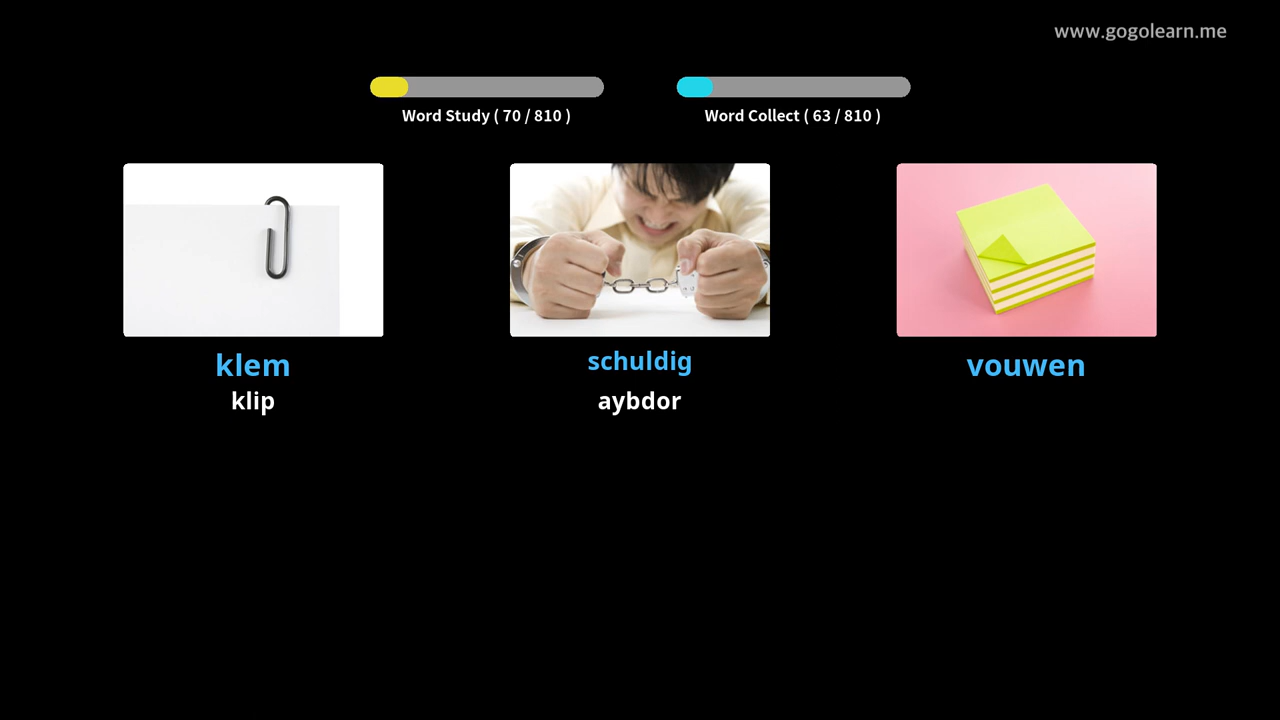 www.gogolearn.me
Word Study ( 70 / 810 )
Word Collect ( 63 / 810 )
klem
klip
schuldig
aybdor
vouwen